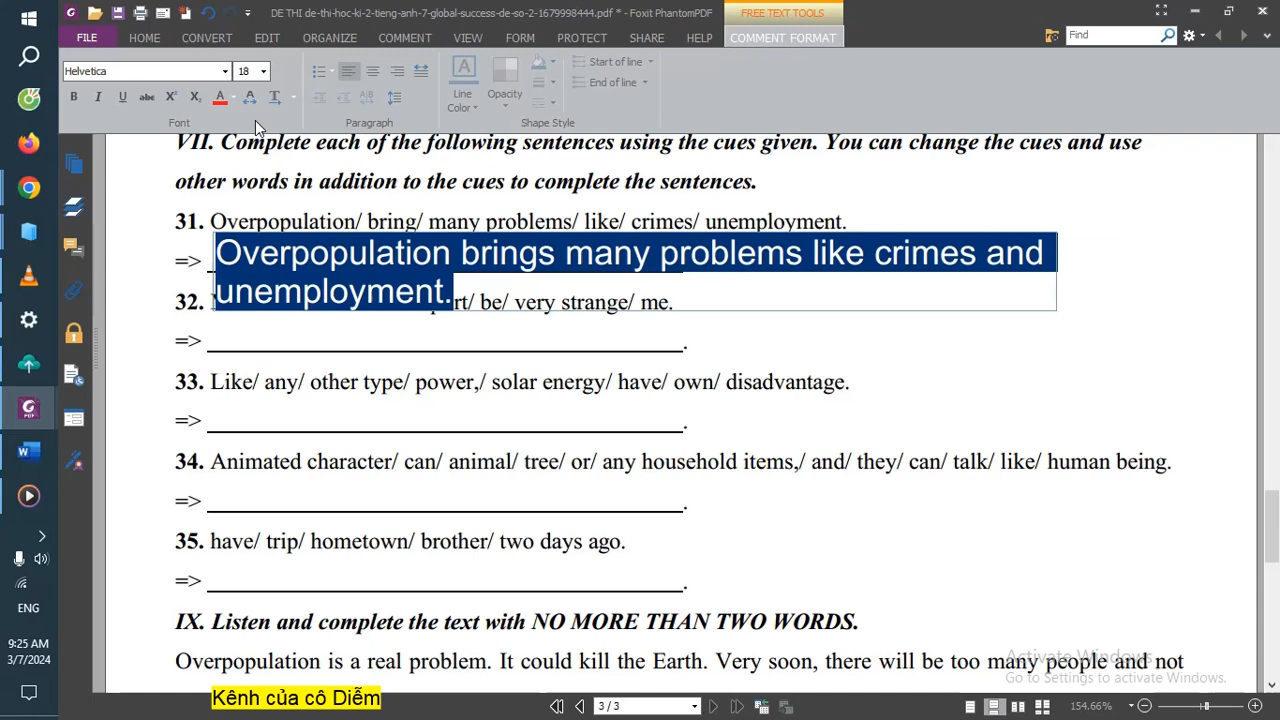 DE THI de-thi-hoc-ki-2-tieng-anh-7-global-success-de-so-2-1679998444.pdf * - Foxit PhantomPDF
FREE TEXT TOOLS
FILE HOME CONVERT EDIT ORGANIZE COMMENT VIEW FORM PROTECT SHARE HELP COMMENT FORMAT
Find
Helvetica 18
Start of line
End of line
Line Color
Opacity
Font Paragraph Shape Style
VII. Complete each of the following sentences using the cues given. You can change the cues and use
other words in addition to the cues to complete the sentences.
31. Overpopulation/ bring/ many problems/ like/ crimes/ unemployment.
=> Overpopulation brings many problems like crimes and
unemployment.
32. rt/ be/ very strange/ me.
=> .
33. Like/ any/ other type/ power,/ solar energy/ have/ own/ disadvantage.
=> .
34. Animated character/ can/ animal/ tree/ or/ any household items,/ and/ they/ can/ talk/ like/ human being.
=> .
35. have/ trip/ hometown/ brother/ two days ago.
=> .
IX. Listen and complete the text with NO MORE THAN TWO WORDS.
Overpopulation is a real problem. It could kill the Earth. Very soon, there will be too many people and not
Activate Windows
Go to Settings to activate Windows.
Kênh của cô Diễm
3 / 3
154.66%
ENG
9:25 AM
3/7/2024